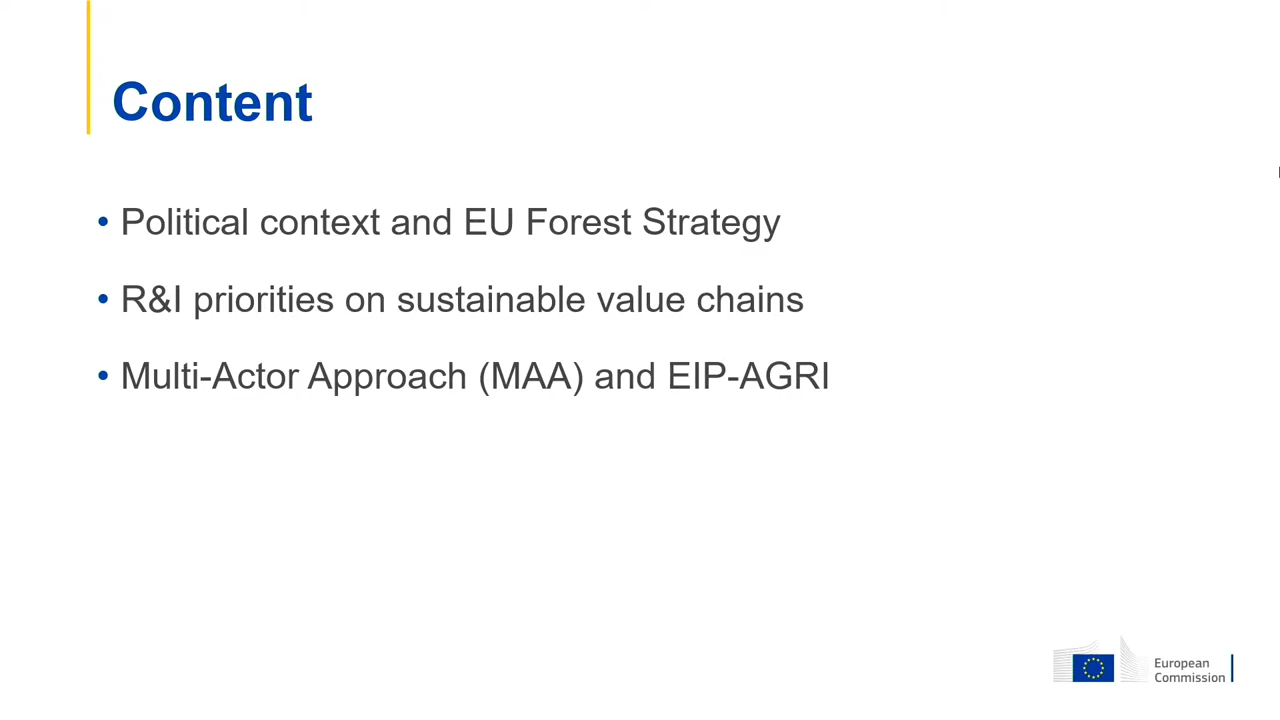 Content
• Political context and EU Forest Strategy
• R&I priorities on sustainable value chains
• Multi-Actor Approach (MAA) and EIP-AGRI
European
Commission